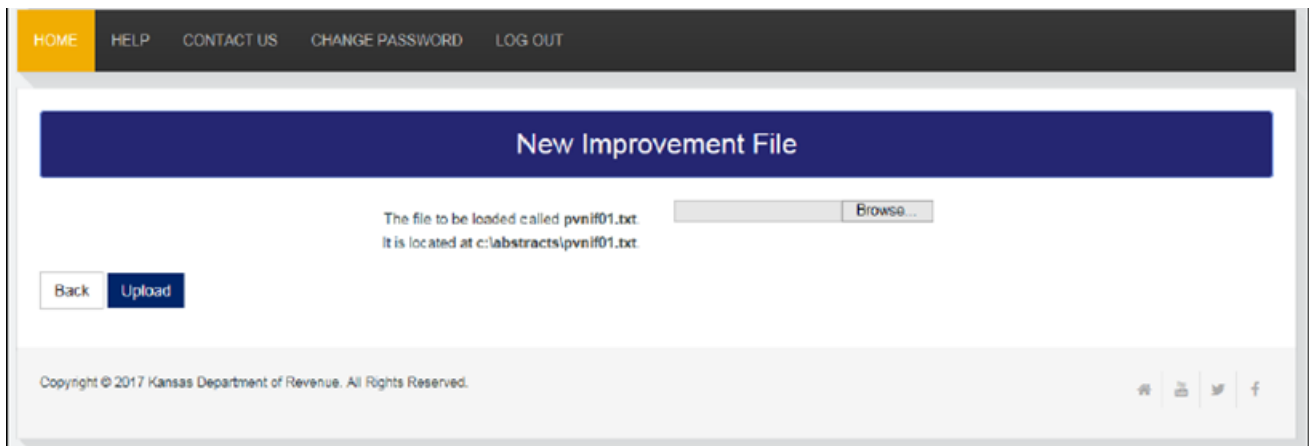 HOME HELP CONTACT US CHANGE PASSWORD LOG OUT
New Improvement File
The file to be loaded called pvnif01.txt. Browse...
It is located at c:\abstracts\pvnif01.txt.
Back Upload
Copyright © 2017 Kansas Department of Revenue. All Rights Reserved.